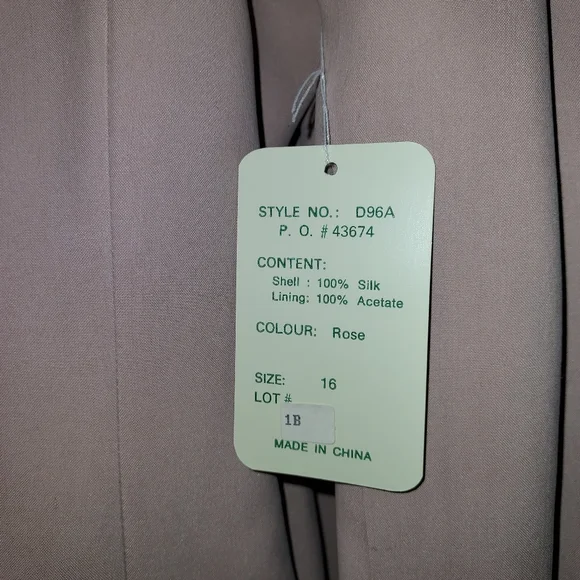 STYLE NO.: D96A
P. O. # 43674
CONTENT:
Shell : 100% Silk
Lining: 100% Acetate
COLOUR: Rose
SIZE: 16
LOT #
1B
MADE IN CHINA